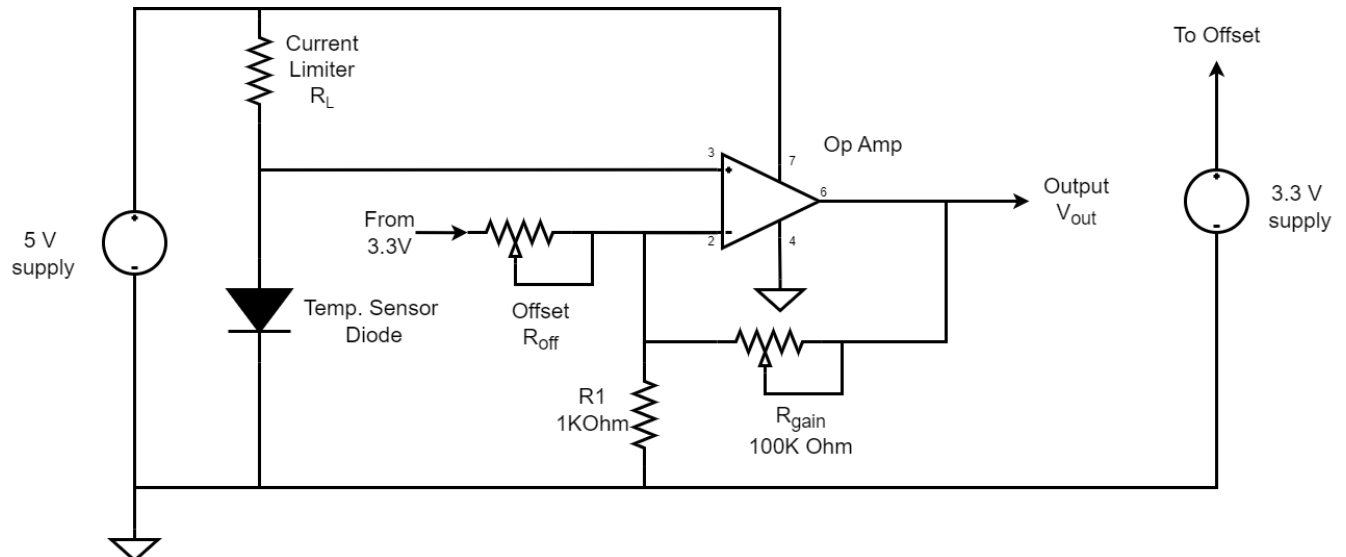 Current
Limiter
R_L
To Offset
3
7
Op Amp
+
6
Output
V_out
+
3.3 V
supply
-
From
3.3V
2
-
4
5 V
supply
+
-
Temp. Sensor
Diode
Offset
R_off
R1
1KOhm
R_gain
100K Ohm